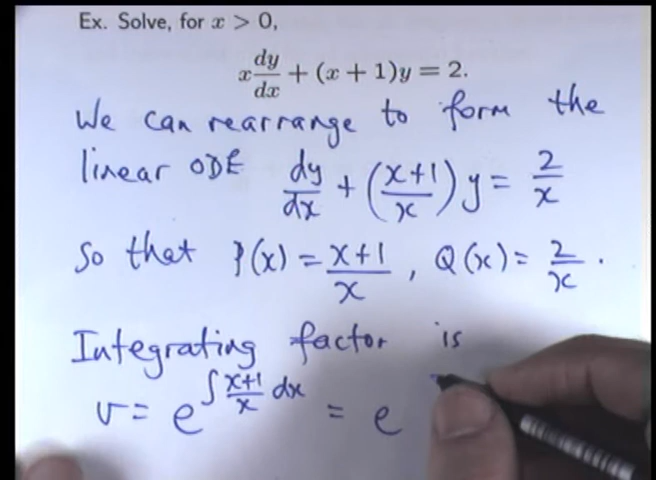 Ex. Solve, for x > 0,
x dy/dx + (x + 1)y = 2.
We can rearrange to form the
linear ODE dy/dx + (x+1/x) y = 2/x
So that P(x) = x+1/x , Q(x) = 2/x .
Integrating factor is
v = e^∫ x+1/x dx = e